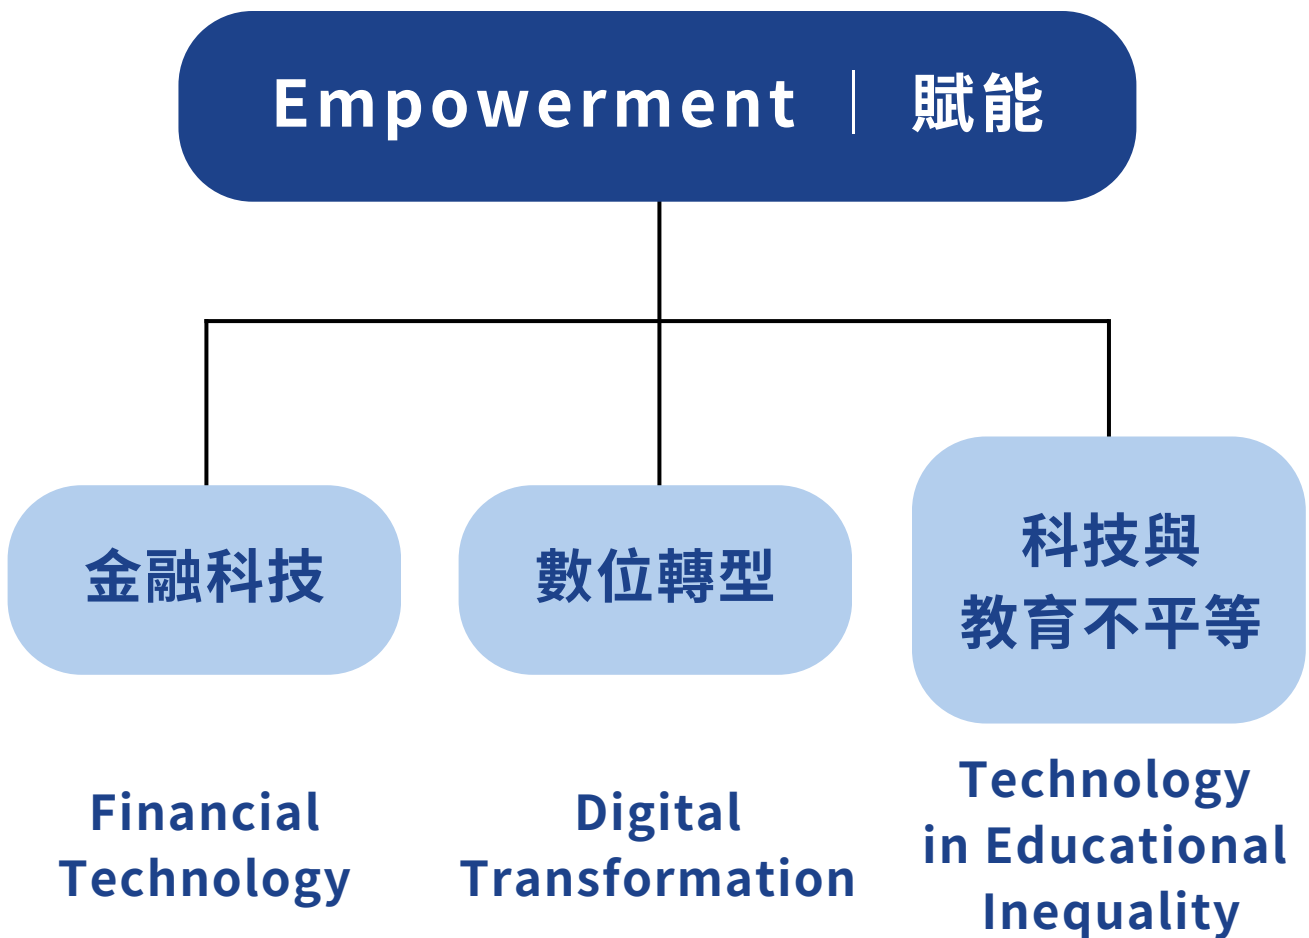 Empowerment｜賦能
金融科技
Financial
Technology
數位轉型
Digital
Transformation
科技與
教育不平等
Technology
in Educational
Inequality